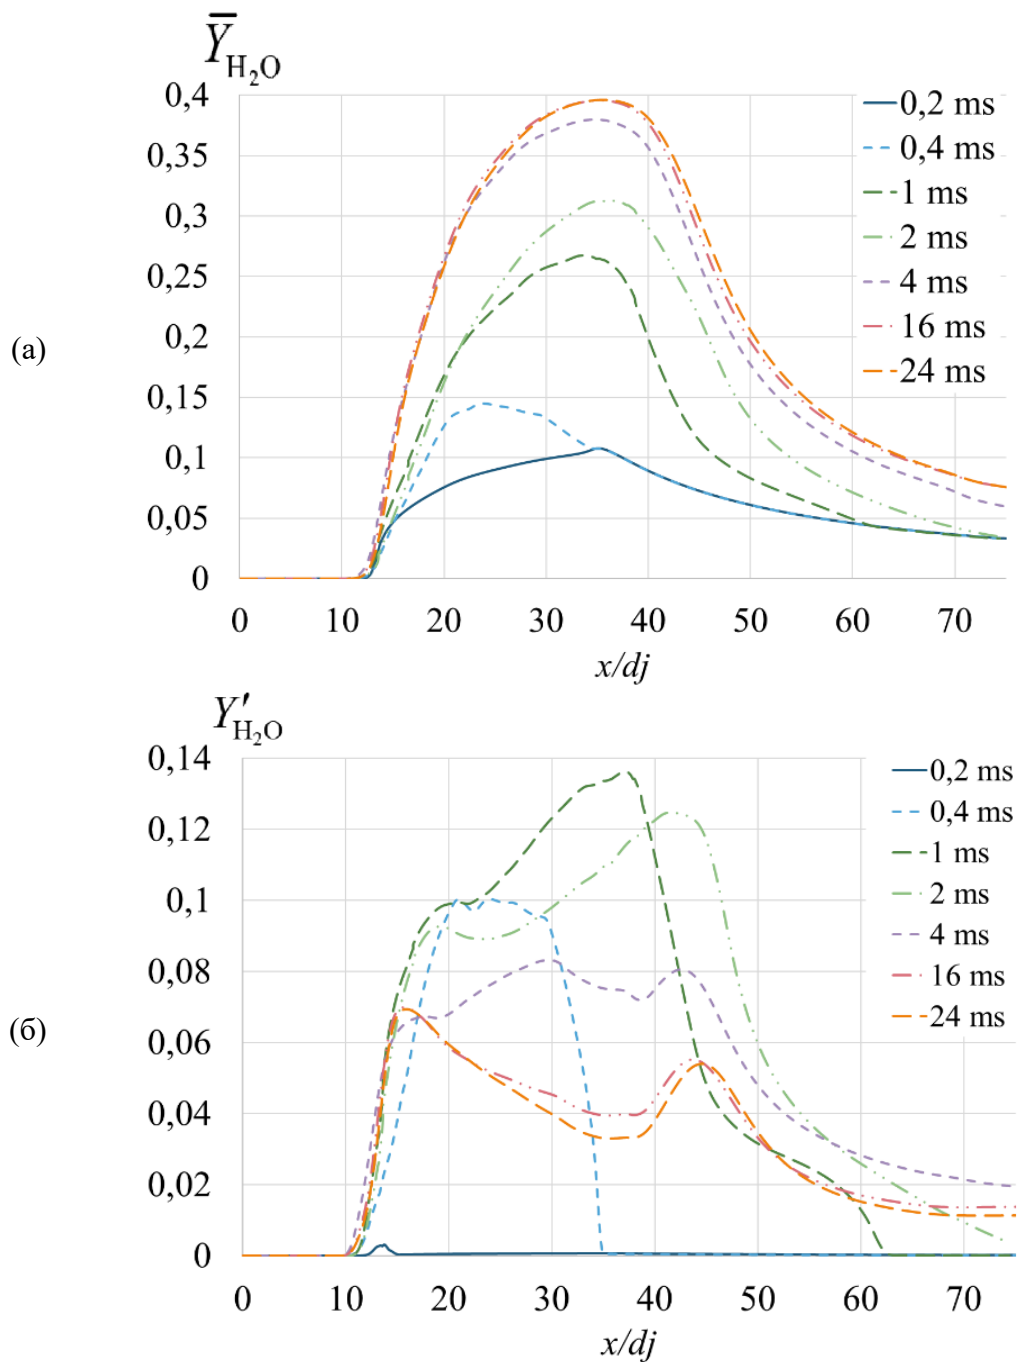 Y̅H₂O
0,4
0,35
0,3
0,25
0,2
0,15
0,1
0,05
0
0 10 20 30 40 50 60 70
x/dj
0,2 ms
0,4 ms
1 ms
2 ms
4 ms
16 ms
24 ms
(а)
Y′H₂O
0,14
0,12
0,1
0,08
0,06
0,04
0,02
0
0 10 20 30 40 50 60 70
x/dj
0,2 ms
0,4 ms
1 ms
2 ms
4 ms
16 ms
24 ms
(б)